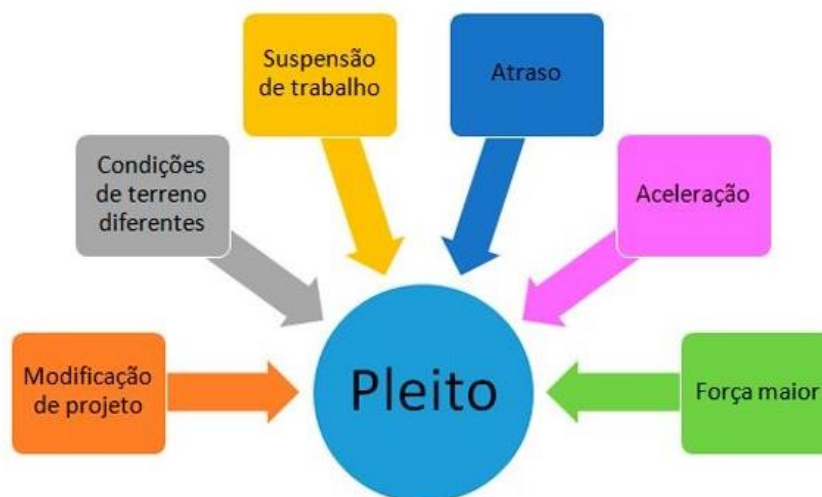 Suspensão
de trabalho
Atraso
Condições
de terreno
diferentes
Aceleração
Modificação
de projeto
Pleito
Força maior